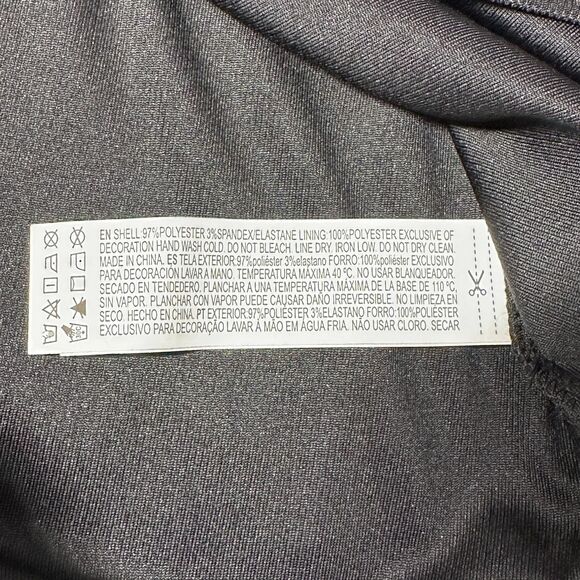 EN SHELL:97%POLYESTER 3%SPANDEX/ELASTANE LINING:100%POLYESTER EXCLUSIVE OF
DECORATION HAND WASH COLD. DO NOT BLEACH. LINE DRY. IRON LOW. DO NOT DRY CLEAN.
MADE IN CHINA. ES TELA EXTERIOR:97%poliéster 3%elastano FORRO:100%poliéster EXCLUSIVO
PARA DECORACIÓN LAVAR A MANO. TEMPERATURA MÁXIMA 40 ºC. NO USAR BLANQUEADOR.
SECADO EN TENDEDERO. PLANCHAR A UNA TEMPERATURA MÁXIMA DE LA BASE DE 110 ºC,
SIN VAPOR. PLANCHAR CON VAPOR PUEDE CAUSAR DAÑO IRREVERSIBLE. NO LIMPIEZA EN
SECO. HECHO EN CHINA. PT EXTERIOR:97%POLIÉSTER 3%ELASTANO FORRO:100%POLIÉSTER
EXCLUSIVO PARA DECORAÇÃO LAVAR À MÃO EM ÁGUA FRIA. NÃO USAR CLORO. SECAR